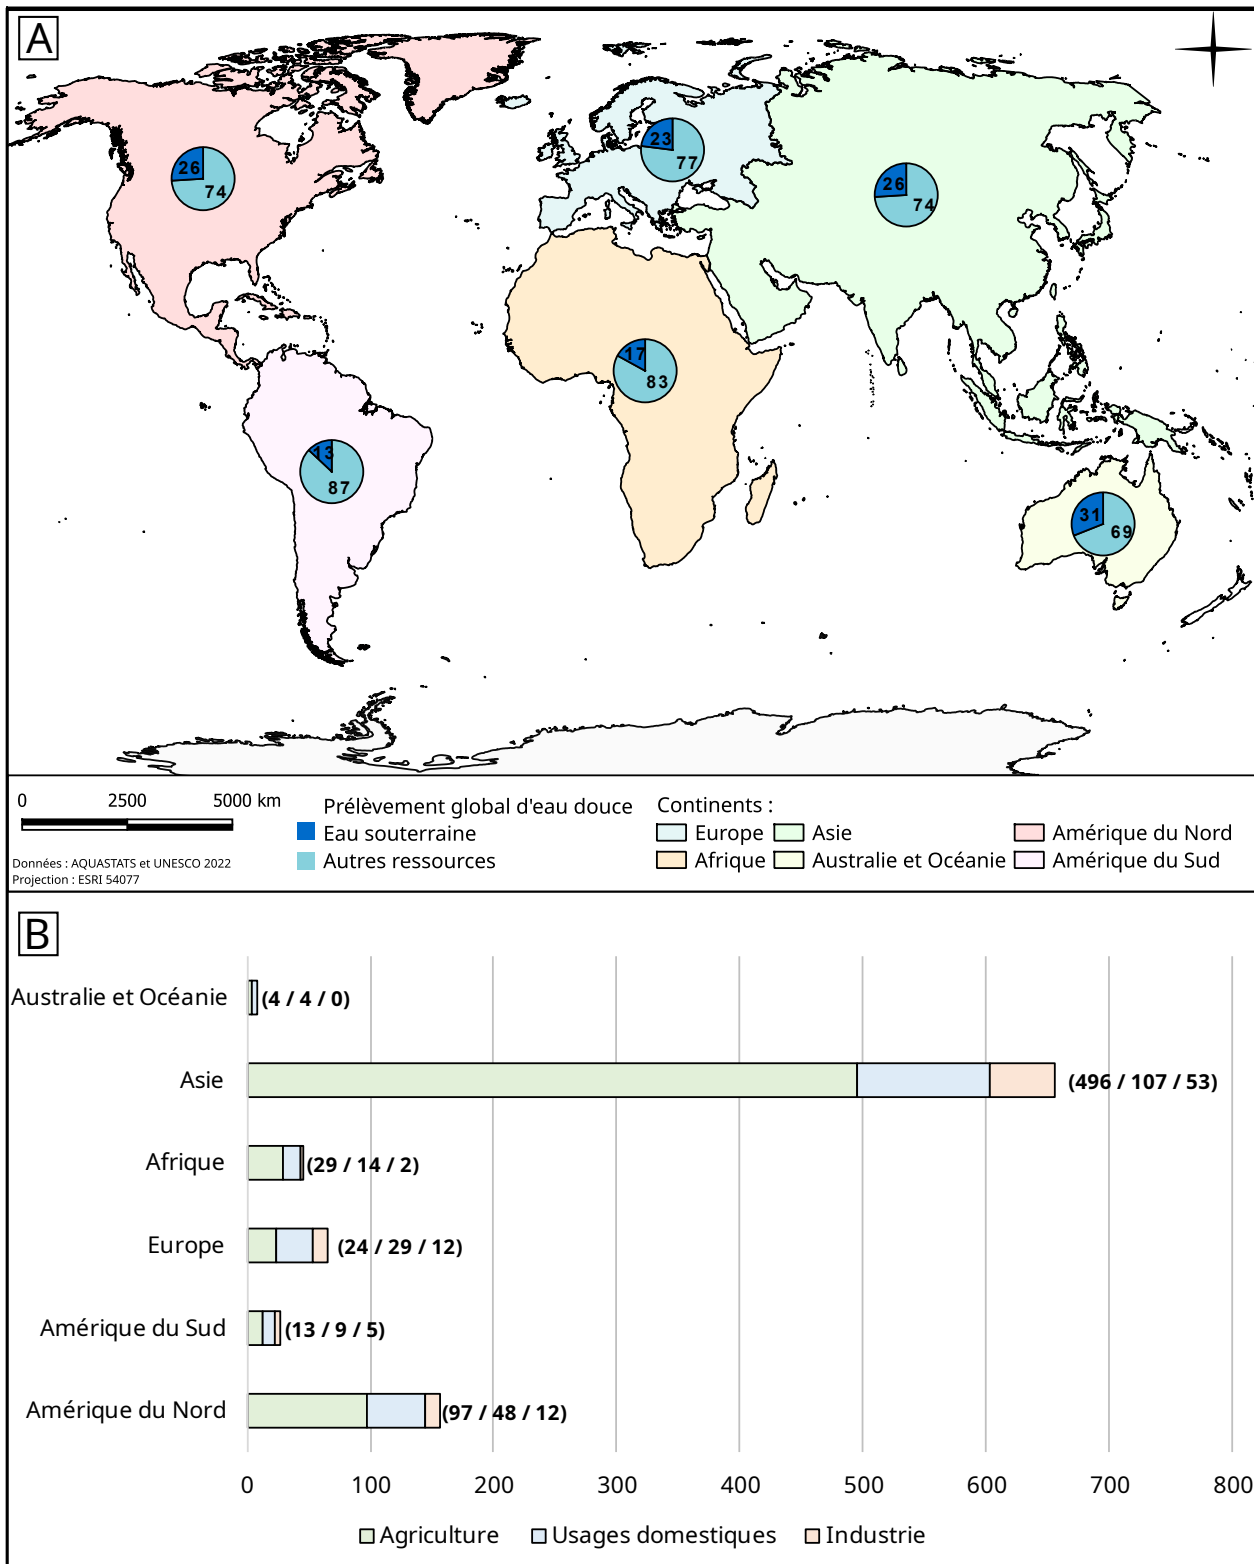 A
26
74
23
77
26
74
17
83
13
87
31
69
0 2500 5000 km
Données : AQUASTATS et UNESCO 2022
Projection : ESRI 54077
Prélèvement global d'eau douce
Eau souterraine
Autres ressources
Continents :
Europe Asie Amérique du Nord
Afrique Australie et Océanie Amérique du Sud
B
Australie et Océanie (4 / 4 / 0)
Asie (496 / 107 / 53)
Afrique (29 / 14 / 2)
Europe (24 / 29 / 12)
Amérique du Sud (13 / 9 / 5)
Amérique du Nord (97 / 48 / 12)
0 100 200 300 400 500 600 700 800
Agriculture Usages domestiques Industrie